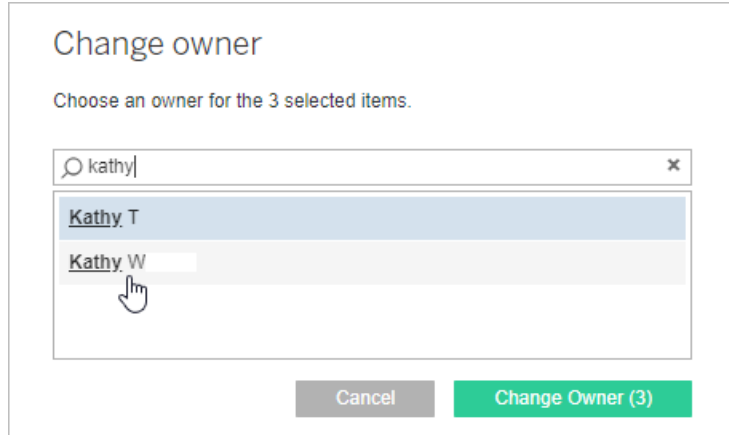 Change owner
Choose an owner for the 3 selected items.
kathy
Kathy T
Kathy W
Cancel Change Owner (3)